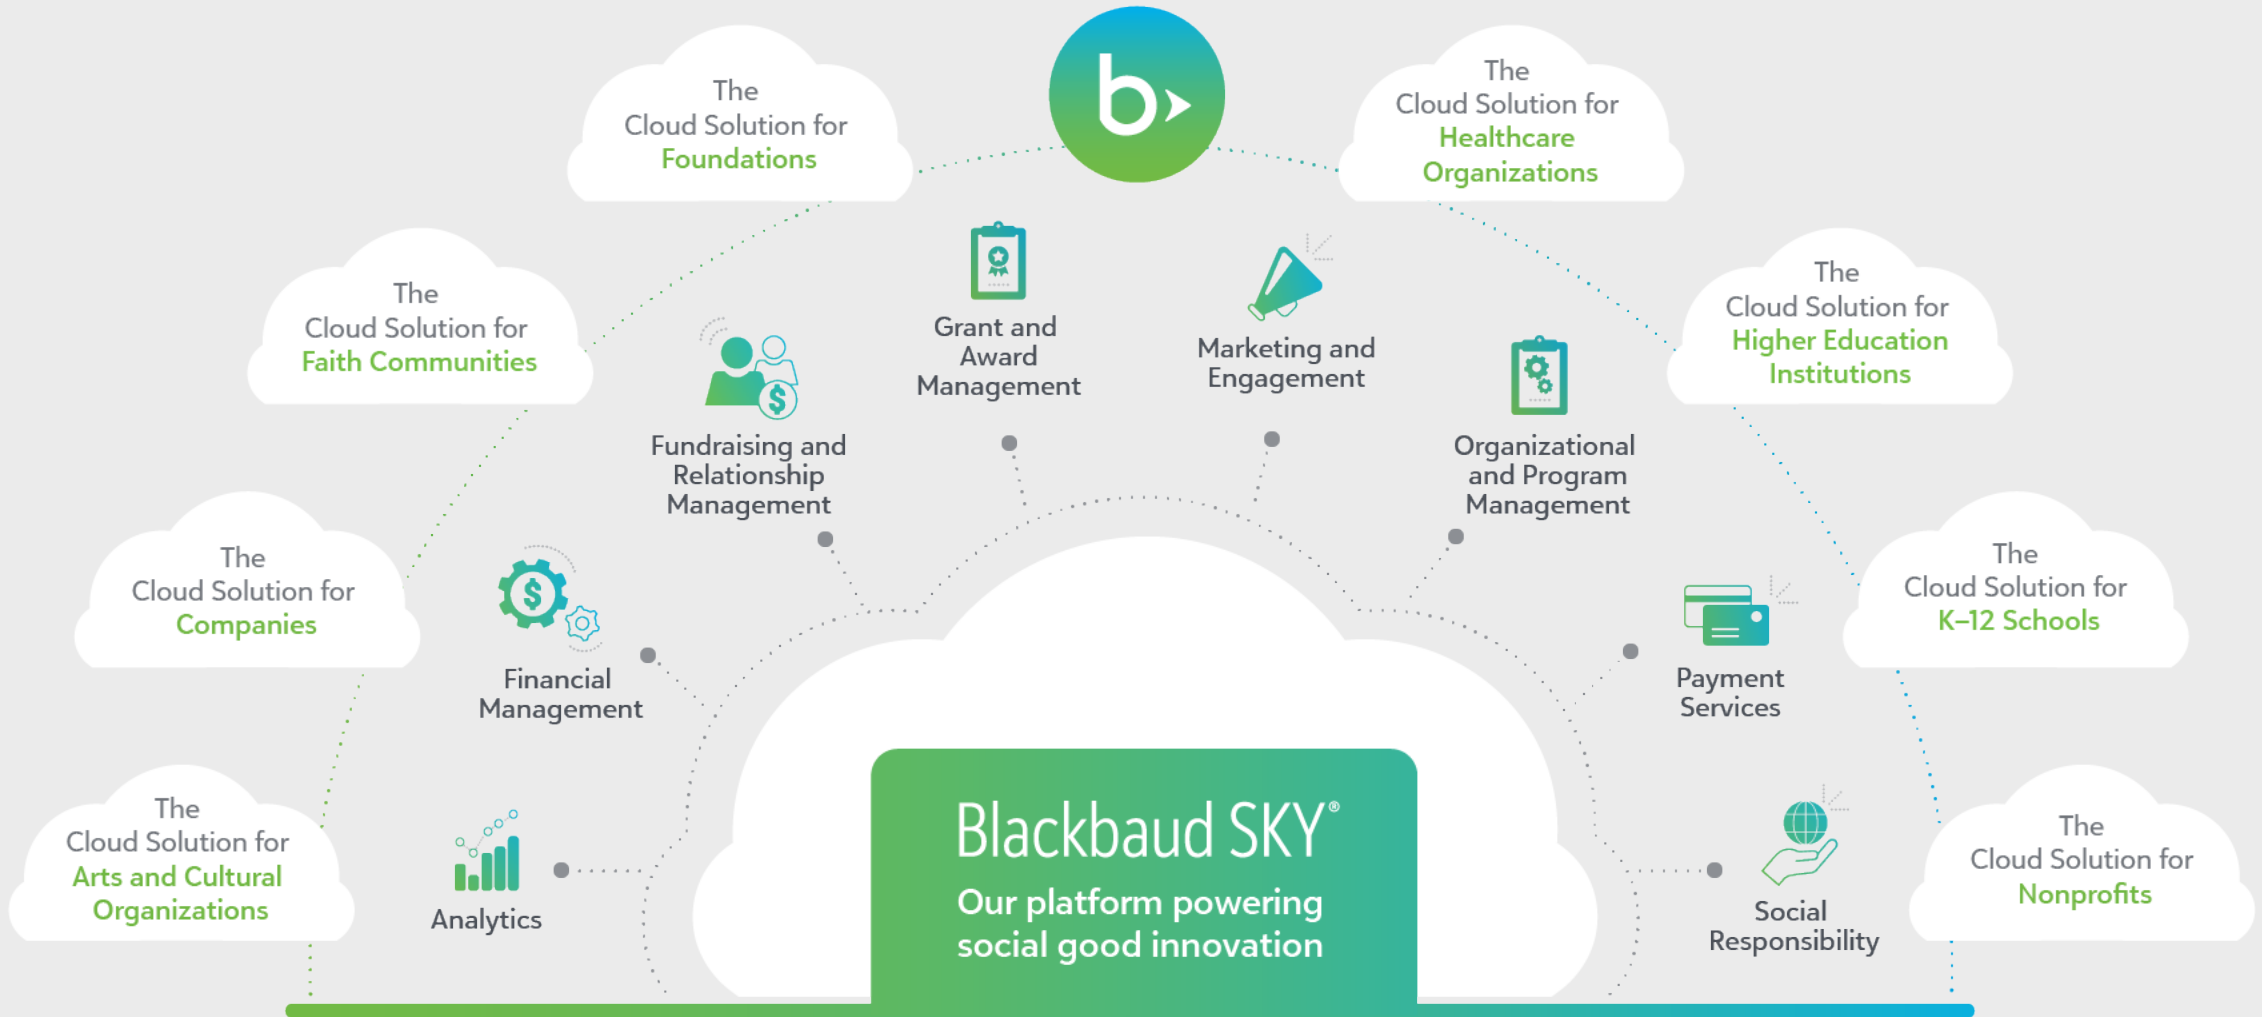 b
The
Cloud Solution for
Foundations
The
Cloud Solution for
Healthcare
Organizations
The
Cloud Solution for
Faith Communities
The
Cloud Solution for
Higher Education
Institutions
Grant and
Award
Management
Marketing and
Engagement
Fundraising and
Relationship
Management
Organizational
and Program
Management
The
Cloud Solution for
Companies
The
Cloud Solution for
K–12 Schools
$
$
Financial
Management
Payment
Services
The
Cloud Solution for
Arts and Cultural
Organizations
Analytics
Blackbaud SKY®
Our platform powering
social good innovation
Social
Responsibility
The
Cloud Solution for
Nonprofits